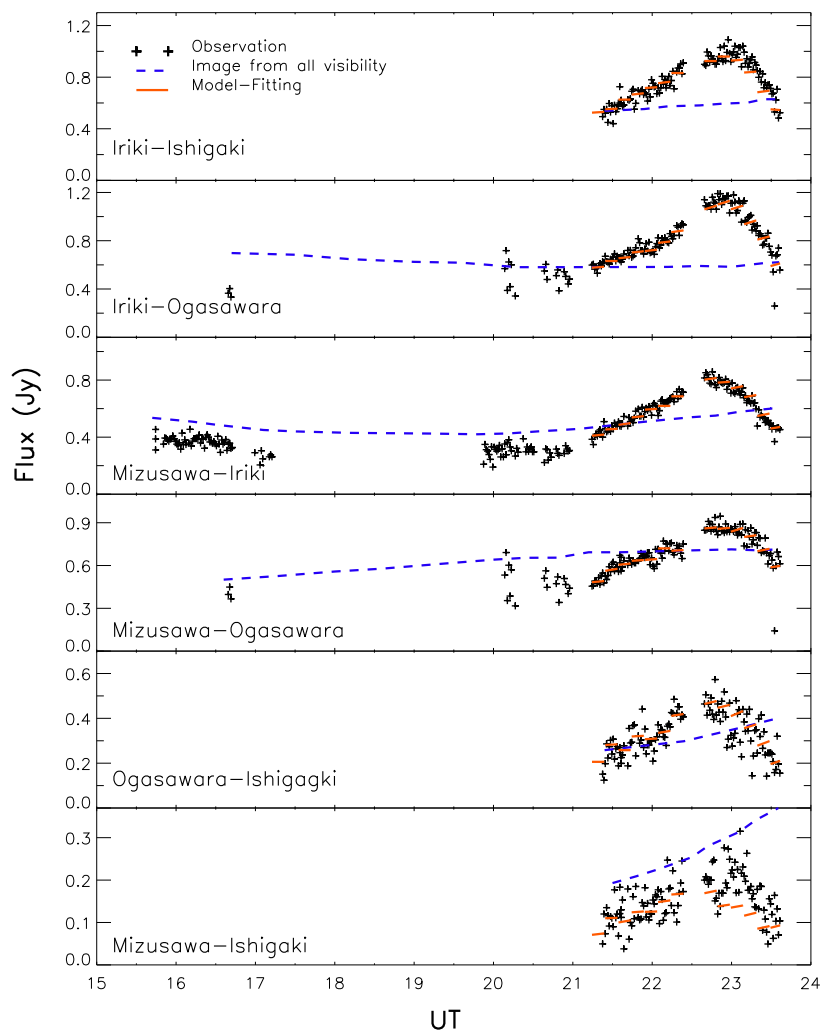 1.2
Observation
Image from all visibility
Model-Fitting
0.8
0.4
Iriki-Ishigaki
0.0
1.2
0.8
0.4
Iriki-Ogasawara
0.0
Flux (Jy)
0.8
0.4
Mizusawa-Iriki
0.0
0.9
0.6
0.3
Mizusawa-Ogasawara
0.0
0.6
0.4
0.2
Ogasawara-Ishigagki
0.0
0.3
0.2
0.1
Mizusawa-Ishigaki
0.0
15 16 17 18 19 20 21 22 23 24
UT